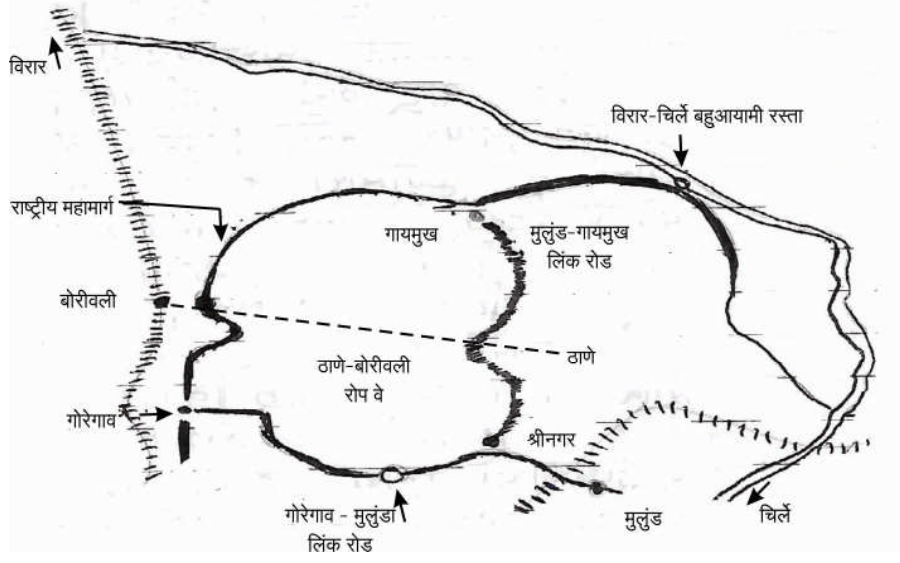 विरार
विरार-चिर्ले बहुआयामी रस्ता
राष्ट्रीय महामार्ग
गायमुख
मुलुंड-गायमुख
लिंक रोड
बोरीवली
ठाणे
ठाणे-बोरीवली
रोप वे
गोरेगाव
श्रीनगर
गोरेगाव - मुलुंडा
लिंक रोड
मुलुंड
चिर्ले